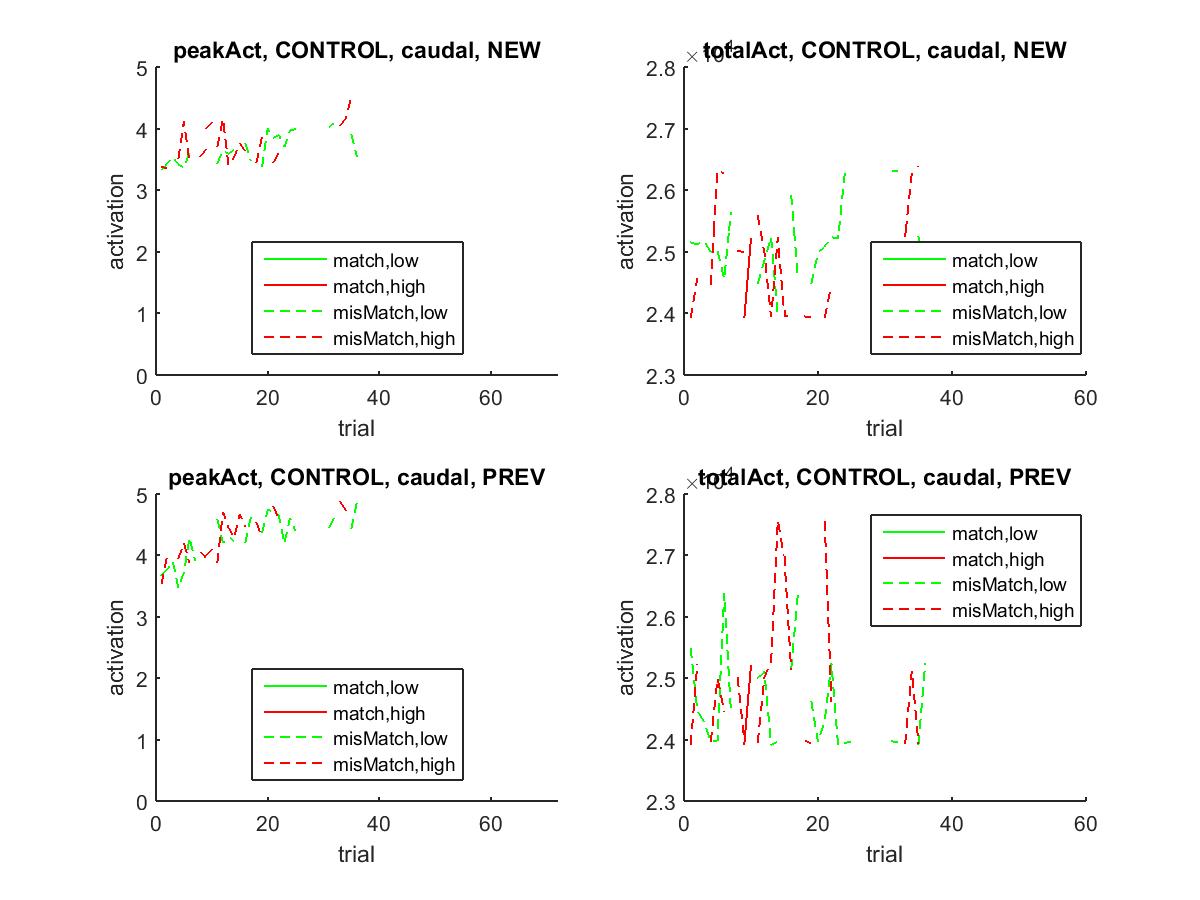 peakAct, CONTROL, caudal, NEW
5
4
3
2
1
0
activation
0 20 40 60
trial
match,low
match,high
misMatch,low
misMatch,high
totalAct, CONTROL, caudal, NEW
×10⁴
2.8
2.7
2.6
2.5
2.4
2.3
activation
0 20 40 60
trial
match,low
match,high
misMatch,low
misMatch,high
peakAct, CONTROL, caudal, PREV
5
4
3
2
1
0
activation
0 20 40 60
trial
match,low
match,high
misMatch,low
misMatch,high
totalAct, CONTROL, caudal, PREV
×10⁴
2.8
2.7
2.6
2.5
2.4
2.3
activation
0 20 40 60
trial
match,low
match,high
misMatch,low
misMatch,high